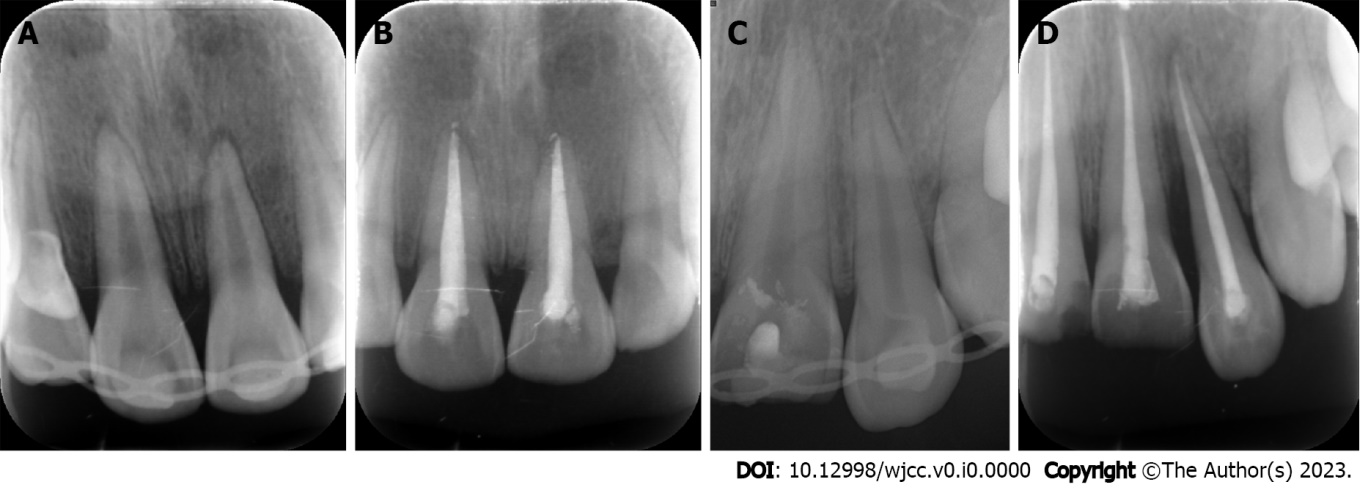 A
B
C
D
DOI: 10.12998/wjcc.v0.i0.0000 Copyright ©The Author(s) 2023.